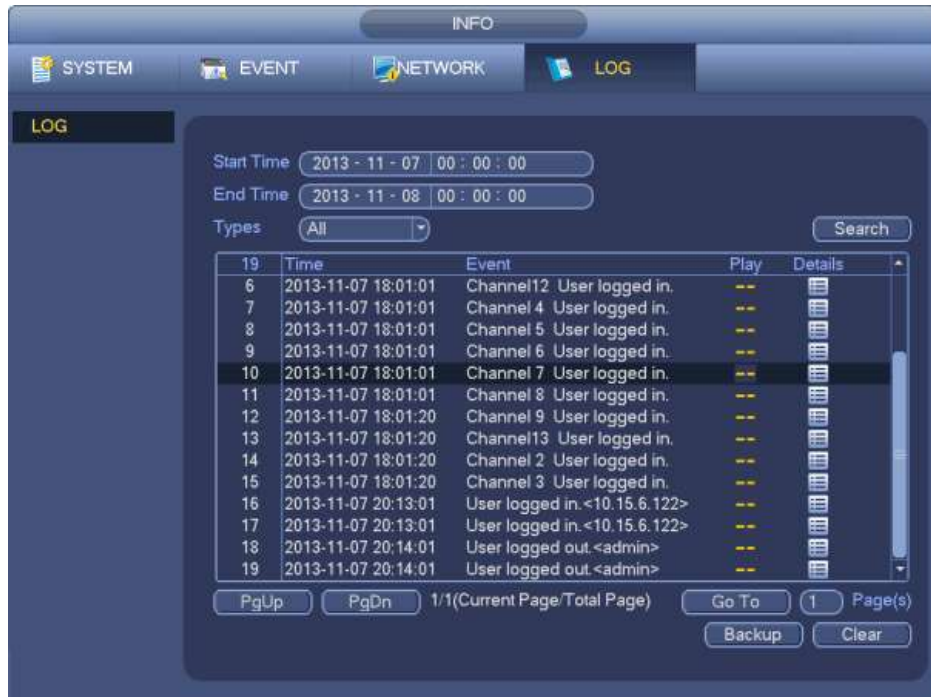 INFO
SYSTEM EVENT NETWORK LOG
LOG
Start Time 2013 - 11 - 07 00 : 00 : 00
End Time 2013 - 11 - 08 00 : 00 : 00
Types All Search
19 Time Event Play Details
6 2013-11-07 18:01:01 Channel12 User logged in. --
7 2013-11-07 18:01:01 Channel 4 User logged in. --
8 2013-11-07 18:01:01 Channel 5 User logged in. --
9 2013-11-07 18:01:01 Channel 6 User logged in. --
10 2013-11-07 18:01:01 Channel 7 User logged in. --
11 2013-11-07 18:01:01 Channel 8 User logged in. --
12 2013-11-07 18:01:20 Channel 9 User logged in. --
13 2013-11-07 18:01:20 Channel13 User logged in. --
14 2013-11-07 18:01:20 Channel 2 User logged in. --
15 2013-11-07 18:01:20 Channel 3 User logged in. --
16 2013-11-07 20:13:01 User logged in.<10.15.6.122> --
17 2013-11-07 20:13:01 User logged in.<10.15.6.122> --
18 2013-11-07 20:14:01 User logged out.<admin> --
19 2013-11-07 20:14:01 User logged out.<admin> --
PgUp PgDn 1/1(Current Page/Total Page) Go To 1 Page(s)
Backup Clear